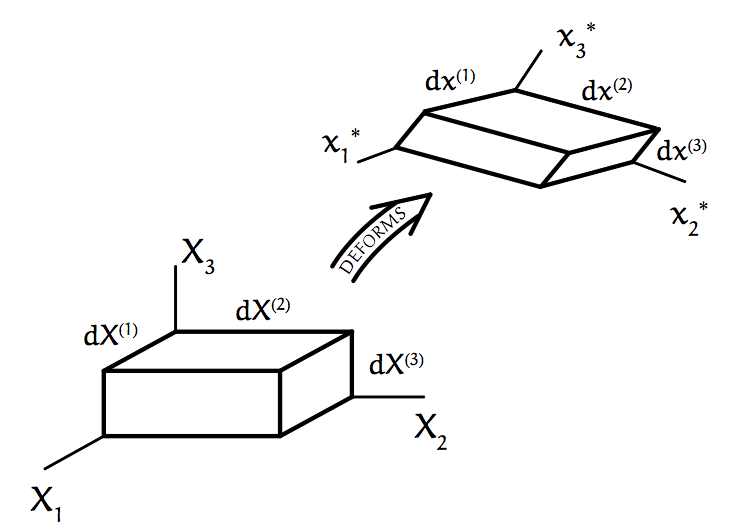 x₃*
dx⁽¹⁾
dx⁽²⁾
x₁*
dx⁽³⁾
x₂*
DEFORMS
X₃
dX⁽²⁾
dX⁽¹⁾
dX⁽³⁾
X₂
X₁